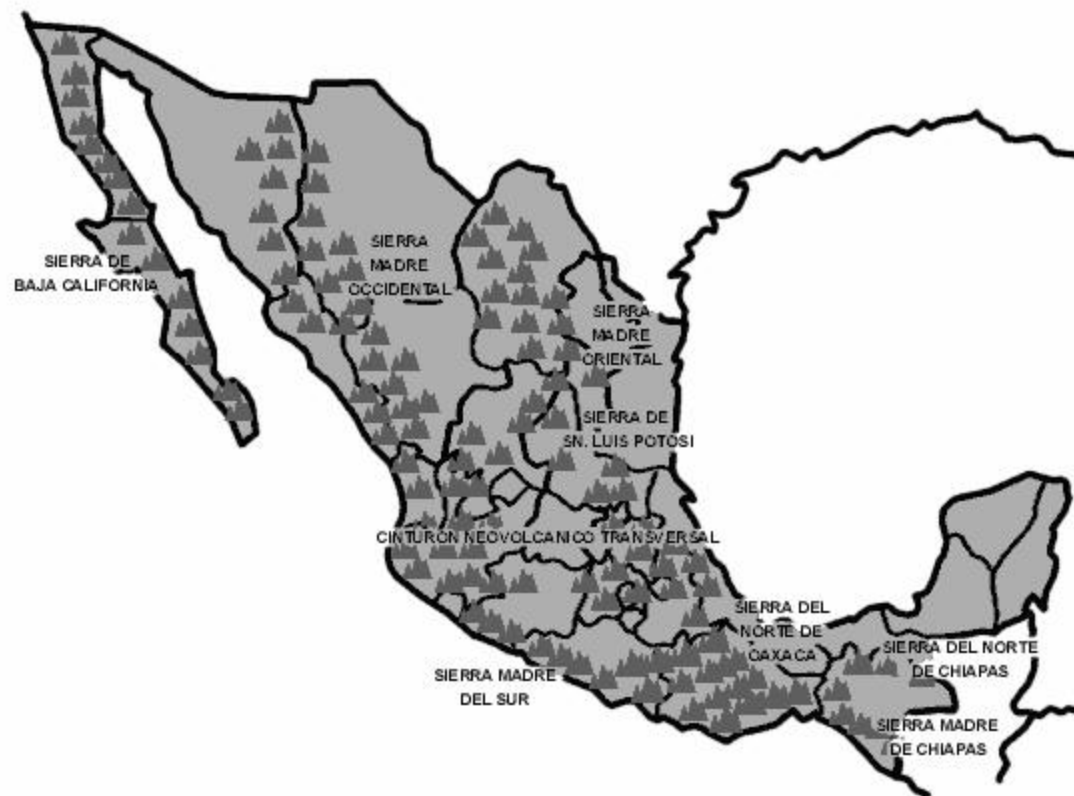 SIERRA DE
BAJA CALIFORNIA
SIERRA
MADRE
OCCIDENTAL
SIERRA
MADRE
ORIENTAL
SIERRA DE
SN. LUIS POTOSI
CINTURON NEOVOLCANICO TRANSVERSAL
SIERRA DEL
NORTE DE
OAXACA
SIERRA DEL NORTE
DE CHIAPAS
SIERRA MADRE
DEL SUR
SIERRA MADRE
DE CHIAPAS